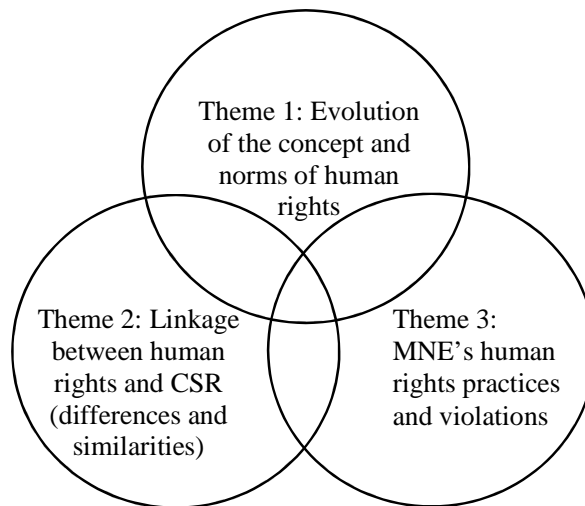 Theme 1: Evolution
of the concept and
norms of human
rights
Theme 2: Linkage
between human
rights and CSR
(differences and
similarities)
Theme 3:
MNE's human
rights practices
and violations